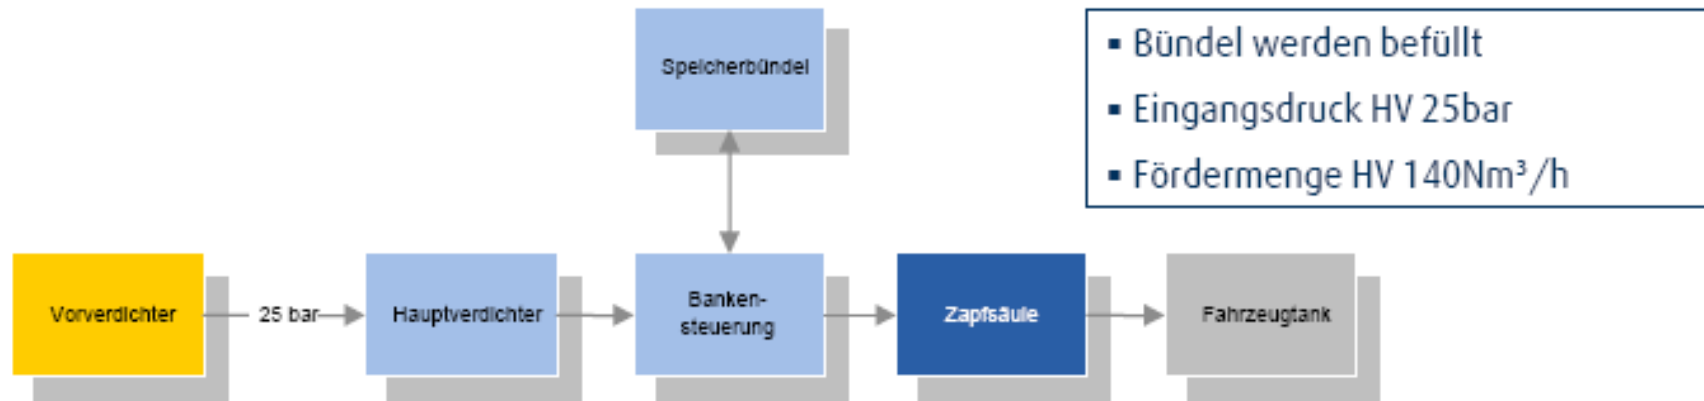 Speicherbündel
▪ Bündel werden befüllt
▪ Eingangsdruck HV 25bar
▪ Fördermenge HV 140Nm³/h
Vorverdichter
25 bar
Hauptverdichter
Banken-
steuerung
Zapfsäule
Fahrzeugtank